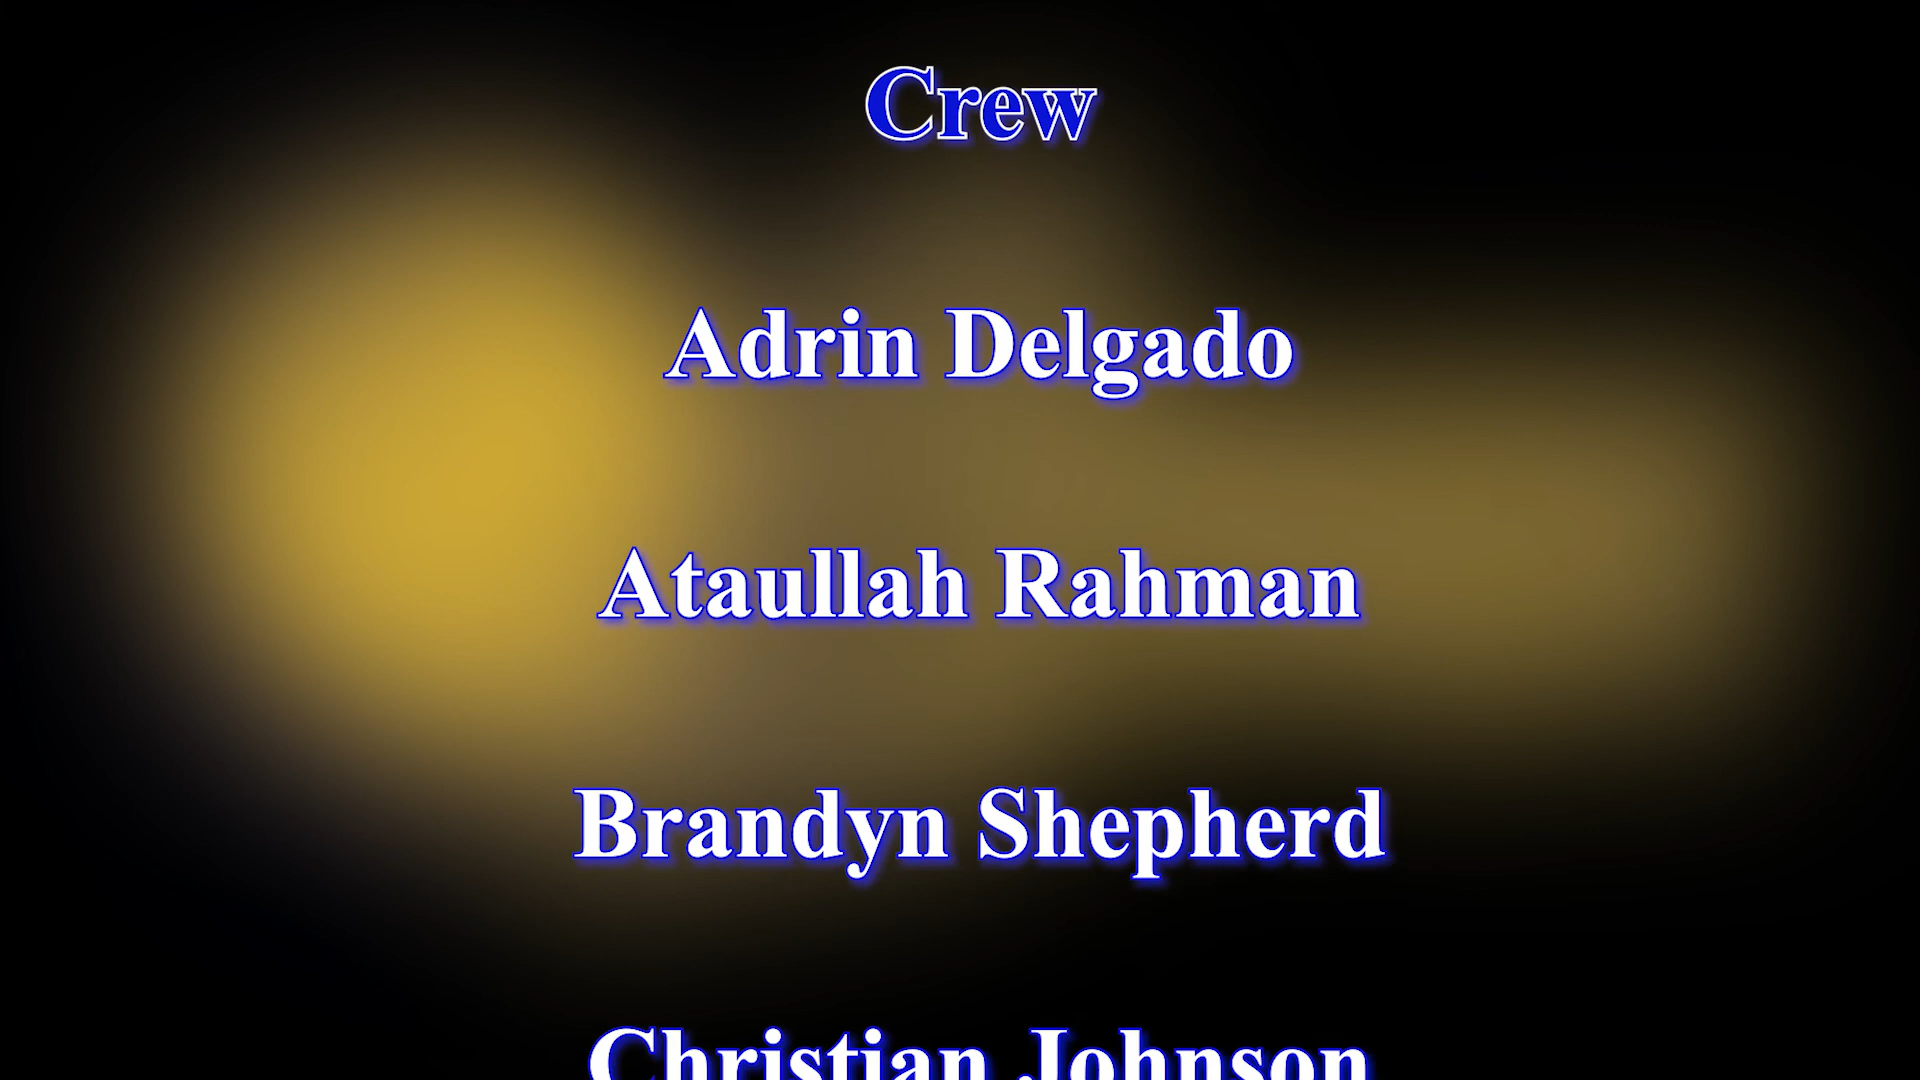 Crew
Adrin Delgado
Ataullah Rahman
Brandyn Shepherd
Christian Johnson